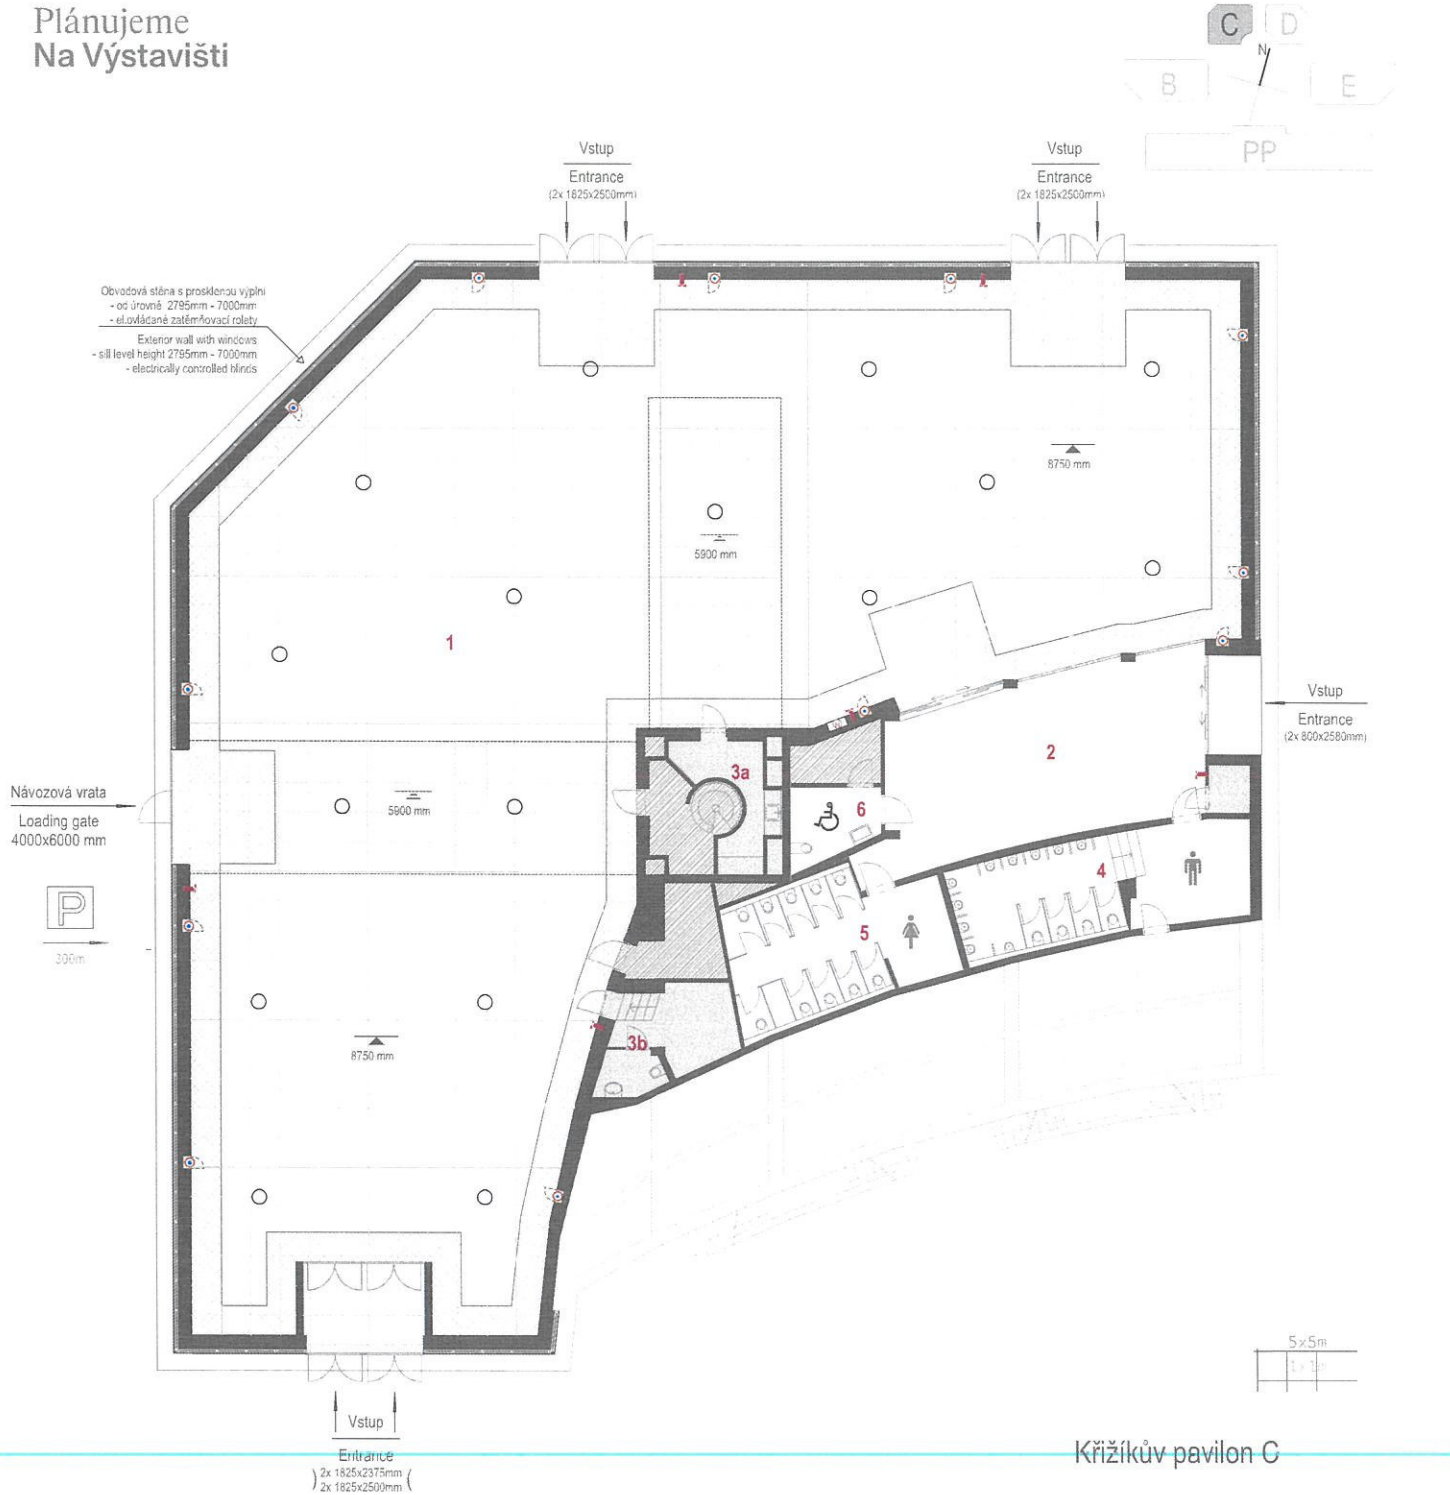 Plánujeme
Na Výstavišti
C
D
N
B
E
PP
Vstup
Entrance
(2x 1825x2500mm)
Vstup
Entrance
(2x 1825x2500mm)
Obvodová stěna s prosklenou výplní
- od úrovně 2795mm - 7000mm
- el.ovládané zatěmňovací rolety
Exterior wall with windows
- sill level height 2795mm - 7000mm
- electrically controlled blinds
8750 mm
5900 mm
1
Vstup
Entrance
(2x 800x2580mm)
2
3a
Návozová vrata
Loading gate
4000x6000 mm
5900 mm
6
4
P
300m
5
8750 mm
3b
5x5m
1x1m
Vstup
Entrance
2x 1825x2375mm
2x 1825x2500mm
Křižíkův pavilon C